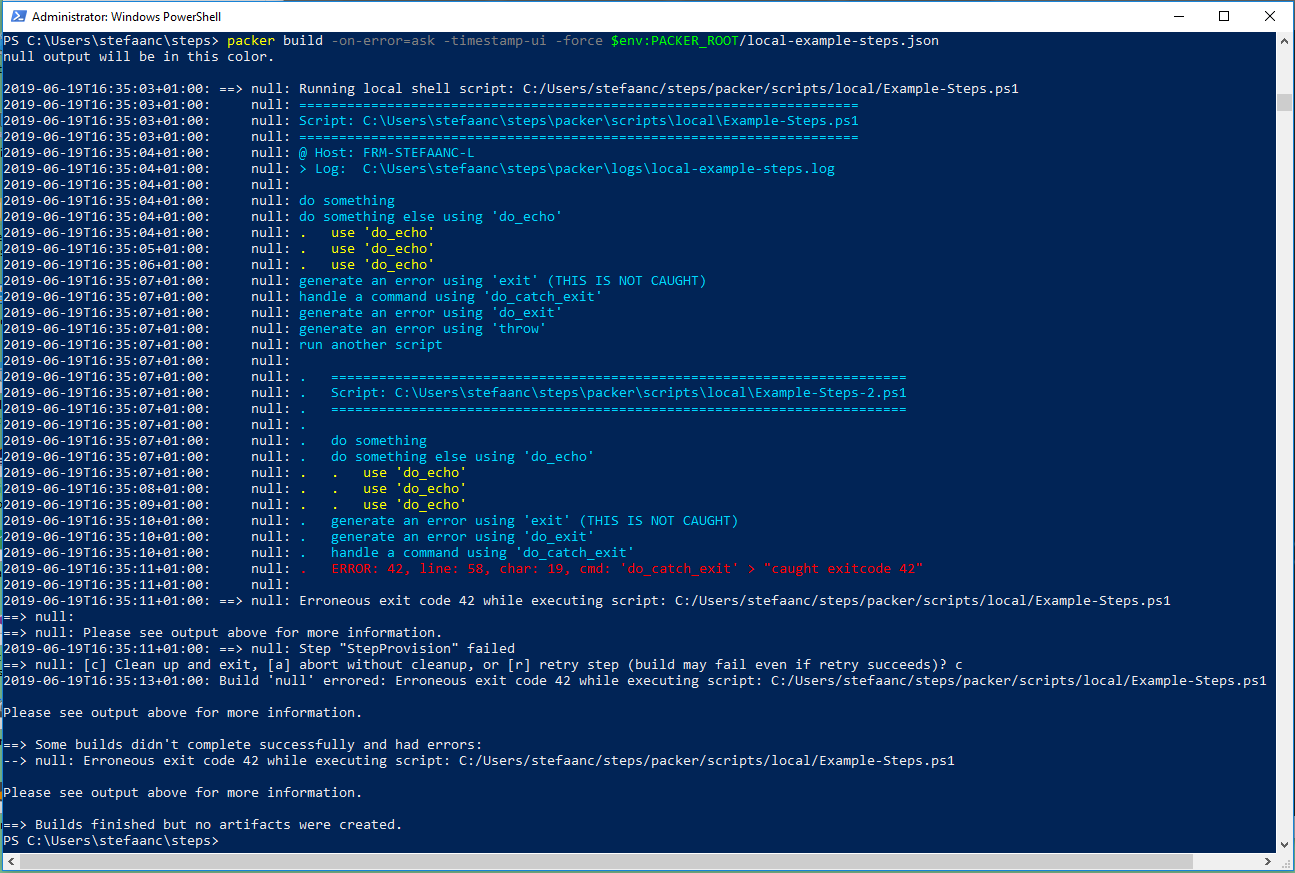 Administrator: Windows PowerShell
PS C:\Users\stefaanc\steps> packer build -on-error=ask -timestamp-ui -force $env:PACKER_ROOT/local-example-steps.json
null output will be in this color.
2019-06-19T16:35:03+01:00: ==> null: Running local shell script: C:/Users/stefaanc/steps/packer/scripts/local/Example-Steps.ps1
2019-06-19T16:35:03+01:00:     null: ======================================================================
2019-06-19T16:35:03+01:00:     null: Script: C:\Users\stefaanc\steps\packer\scripts\local\Example-Steps.ps1
2019-06-19T16:35:03+01:00:     null: ======================================================================
2019-06-19T16:35:04+01:00:     null: @ Host: FRM-STEFAANC-L
2019-06-19T16:35:04+01:00:     null: > Log:  C:\Users\stefaanc\steps\packer\logs\local-example-steps.log
2019-06-19T16:35:04+01:00:     null:
2019-06-19T16:35:04+01:00:     null: do something
2019-06-19T16:35:04+01:00:     null: do something else using 'do_echo'
2019-06-19T16:35:04+01:00:     null: .   use 'do_echo'
2019-06-19T16:35:05+01:00:     null: .   use 'do_echo'
2019-06-19T16:35:06+01:00:     null: .   use 'do_echo'
2019-06-19T16:35:07+01:00:     null: generate an error using 'exit' (THIS IS NOT CAUGHT)
2019-06-19T16:35:07+01:00:     null: handle a command using 'do_catch_exit'
2019-06-19T16:35:07+01:00:     null: generate an error using 'do_exit'
2019-06-19T16:35:07+01:00:     null: generate an error using 'throw'
2019-06-19T16:35:07+01:00:     null: run another script
2019-06-19T16:35:07+01:00:     null:
2019-06-19T16:35:07+01:00:     null: .   ========================================================================
2019-06-19T16:35:07+01:00:     null: .   Script: C:\Users\stefaanc\steps\packer\scripts\local\Example-Steps-2.ps1
2019-06-19T16:35:07+01:00:     null: .   ========================================================================
2019-06-19T16:35:07+01:00:     null: .
2019-06-19T16:35:07+01:00:     null: .   do something
2019-06-19T16:35:07+01:00:     null: .   do something else using 'do_echo'
2019-06-19T16:35:07+01:00:     null: .   .   use 'do_echo'
2019-06-19T16:35:08+01:00:     null: .   .   use 'do_echo'
2019-06-19T16:35:09+01:00:     null: .   .   use 'do_echo'
2019-06-19T16:35:10+01:00:     null: .   generate an error using 'exit' (THIS IS NOT CAUGHT)
2019-06-19T16:35:10+01:00:     null: .   generate an error using 'do_exit'
2019-06-19T16:35:10+01:00:     null: .   handle a command using 'do_catch_exit'
2019-06-19T16:35:11+01:00:     null: .   ERROR: 42, line: 58, char: 19, cmd: 'do_catch_exit' > "caught exitcode 42"
2019-06-19T16:35:11+01:00:     null:
2019-06-19T16:35:11+01:00: ==> null: Erroneous exit code 42 while executing script: C:/Users/stefaanc/steps/packer/scripts/local/Example-Steps.ps1
==> null:
==> null: Please see output above for more information.
2019-06-19T16:35:11+01:00: ==> null: Step "StepProvision" failed
==> null: [c] Clean up and exit, [a] abort without cleanup, or [r] retry step (build may fail even if retry succeeds)? c
2019-06-19T16:35:13+01:00: Build 'null' errored: Erroneous exit code 42 while executing script: C:/Users/stefaanc/steps/packer/scripts/local/Example-Steps.ps1
Please see output above for more information.
==> Some builds didn't complete successfully and had errors:
--> null: Erroneous exit code 42 while executing script: C:/Users/stefaanc/steps/packer/scripts/local/Example-Steps.ps1
Please see output above for more information.
==> Builds finished but no artifacts were created.
PS C:\Users\stefaanc\steps>